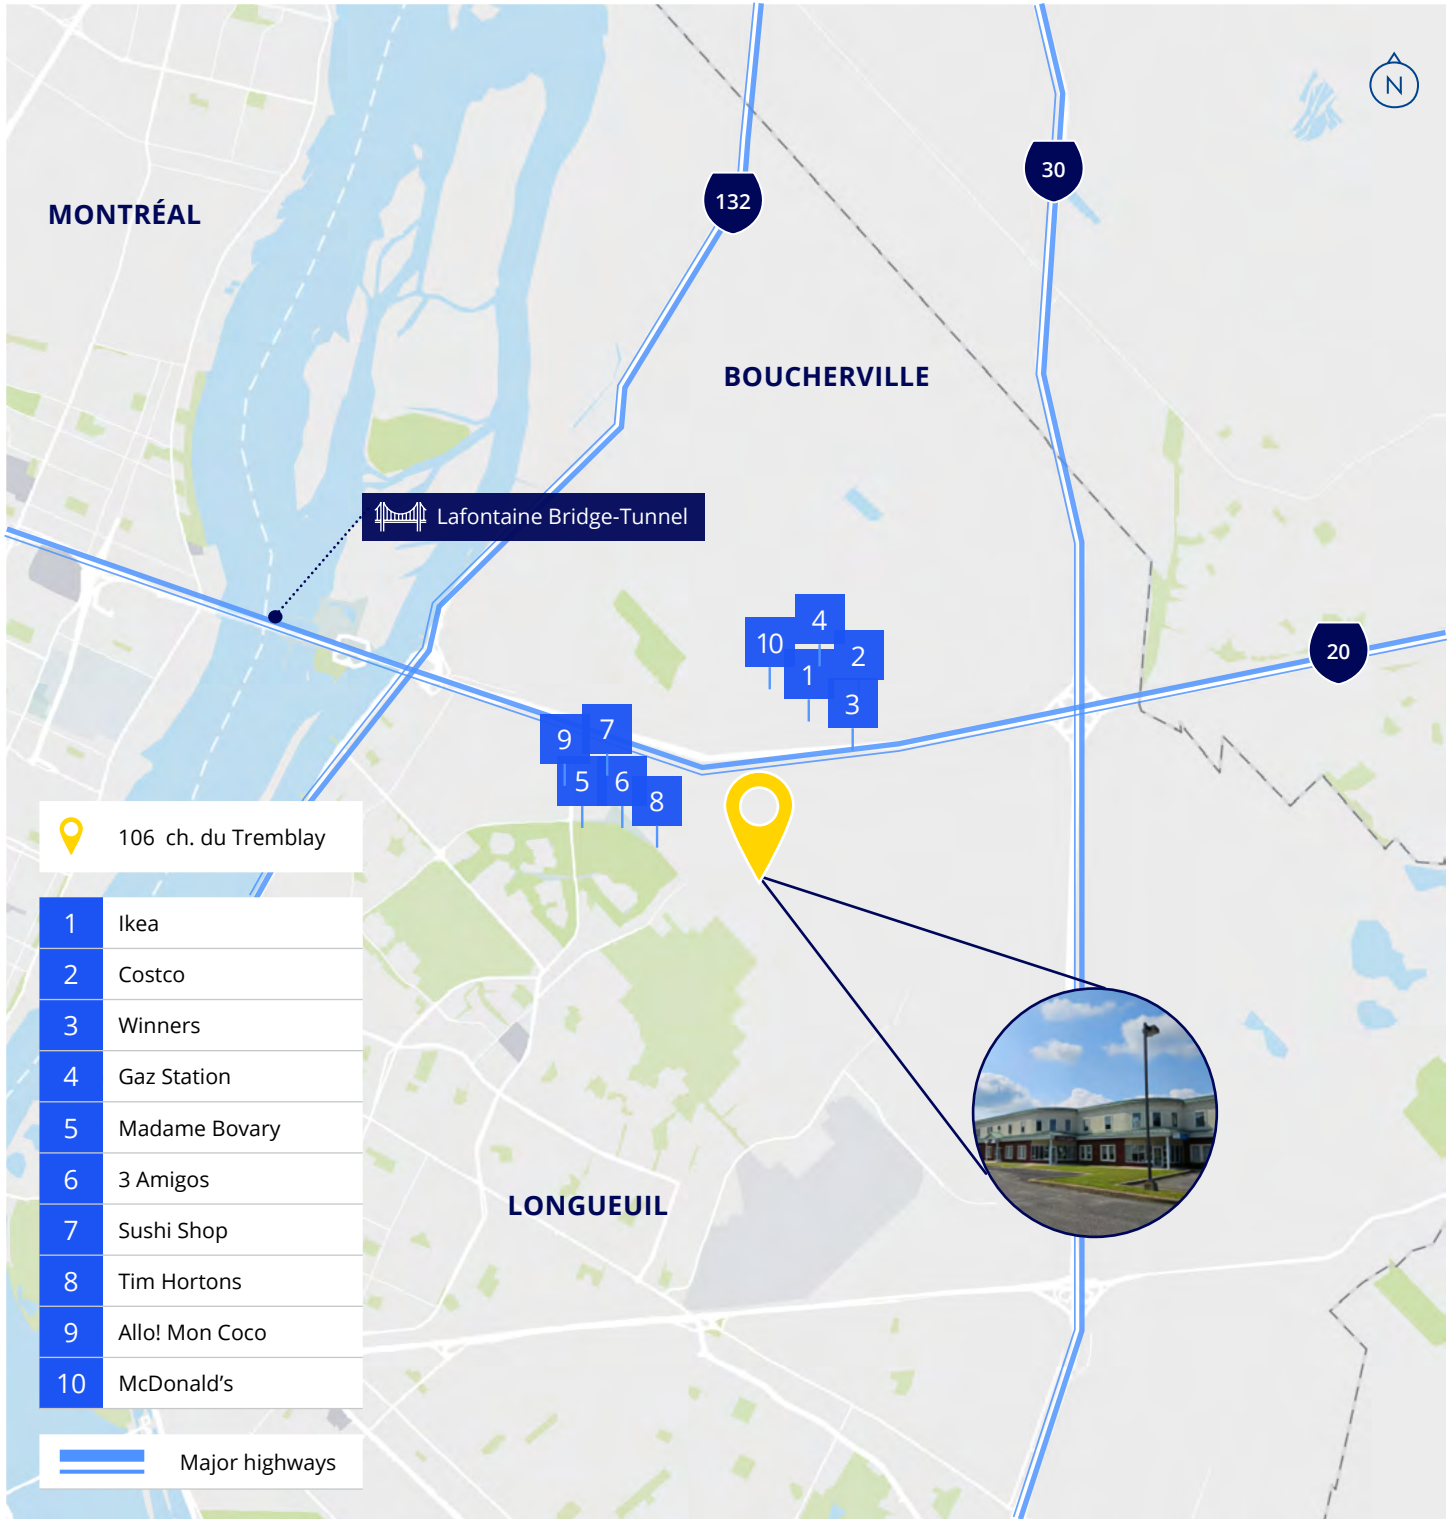 N
30
132
MONTRÉAL
BOUCHERVILLE
Lafontaine Bridge-Tunnel
4
10
2
1
3
20
7
9
5
6
8
106 ch. du Tremblay
1 Ikea
2 Costco
3 Winners
4 Gaz Station
5 Madame Bovary
6 3 Amigos
7 Sushi Shop
8 Tim Hortons
9 Allo! Mon Coco
10 McDonald's
LONGUEUIL
Major highways